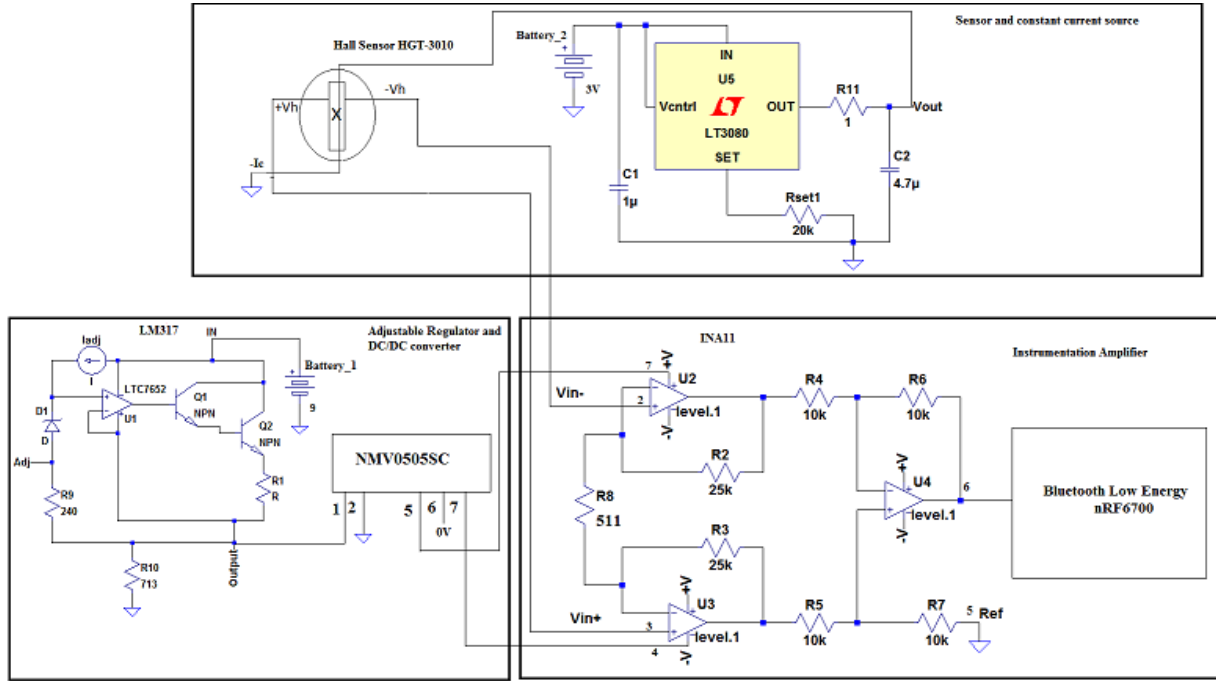 Sensor and constant current source
Hall Sensor HGT-3010
Battery_2
+
3V
+Vh
-Vh
X
-Ic
IN
U5
Vcntrl
OUT
LT3080
SET
R11
1
Vout
C1
1µ
C2
4.7µ
Rset1
20k
LM317
Adjustable Regulator and
DC/DC converter
IN
Iadj
I
Battery_1
+
9
LTC7652
U1
Q1
NPN
Q2
NPN
D1
D
Adj
R9
240
R1
R
R10
713
Output
NMV0505SC
1
2
5
6
7
0V
INA11
Instrumentation Amplifier
7
+V
U2
Vin-
2
level.1
-V
R4
10k
R6
10k
R2
25k
R8
511
+V
U4
6
level.1
-V
R3
25k
+V
U3
Vin+
3
level.1
4
-V
R5
10k
R7
10k
5
Ref
Bluetooth Low Energy
nRF6700